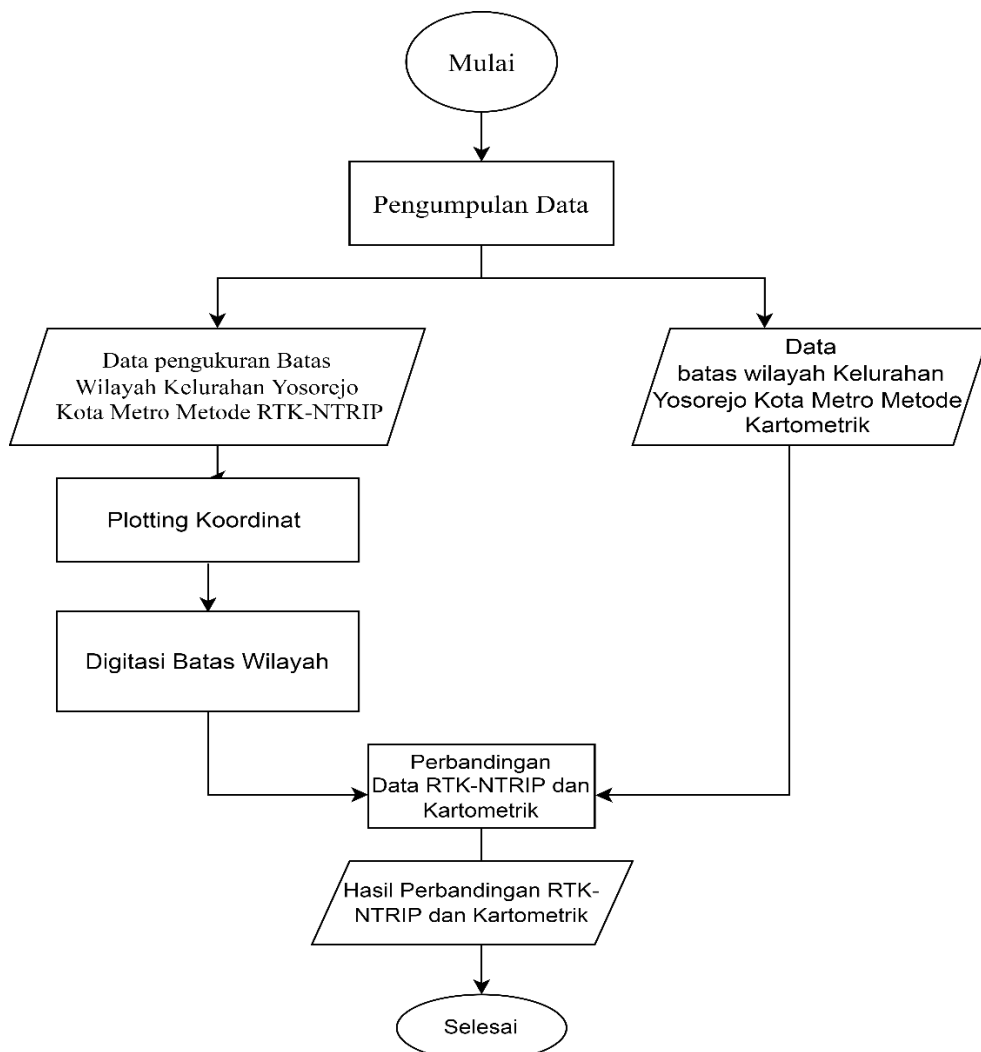 Mulai
Pengumpulan Data
Data pengukuran Batas
Wilayah Kelurahan Yosorejo
Kota Metro Metode RTK-NTRIP
Data
batas wilayah Kelurahan
Yosorejo Kota Metro Metode
Kartometrik
Plotting Koordinat
Digitasi Batas Wilayah
Perbandingan
Data RTK-NTRIP dan
Kartometrik
Hasil Perbandingan RTK-
NTRIP dan Kartometrik
Selesai